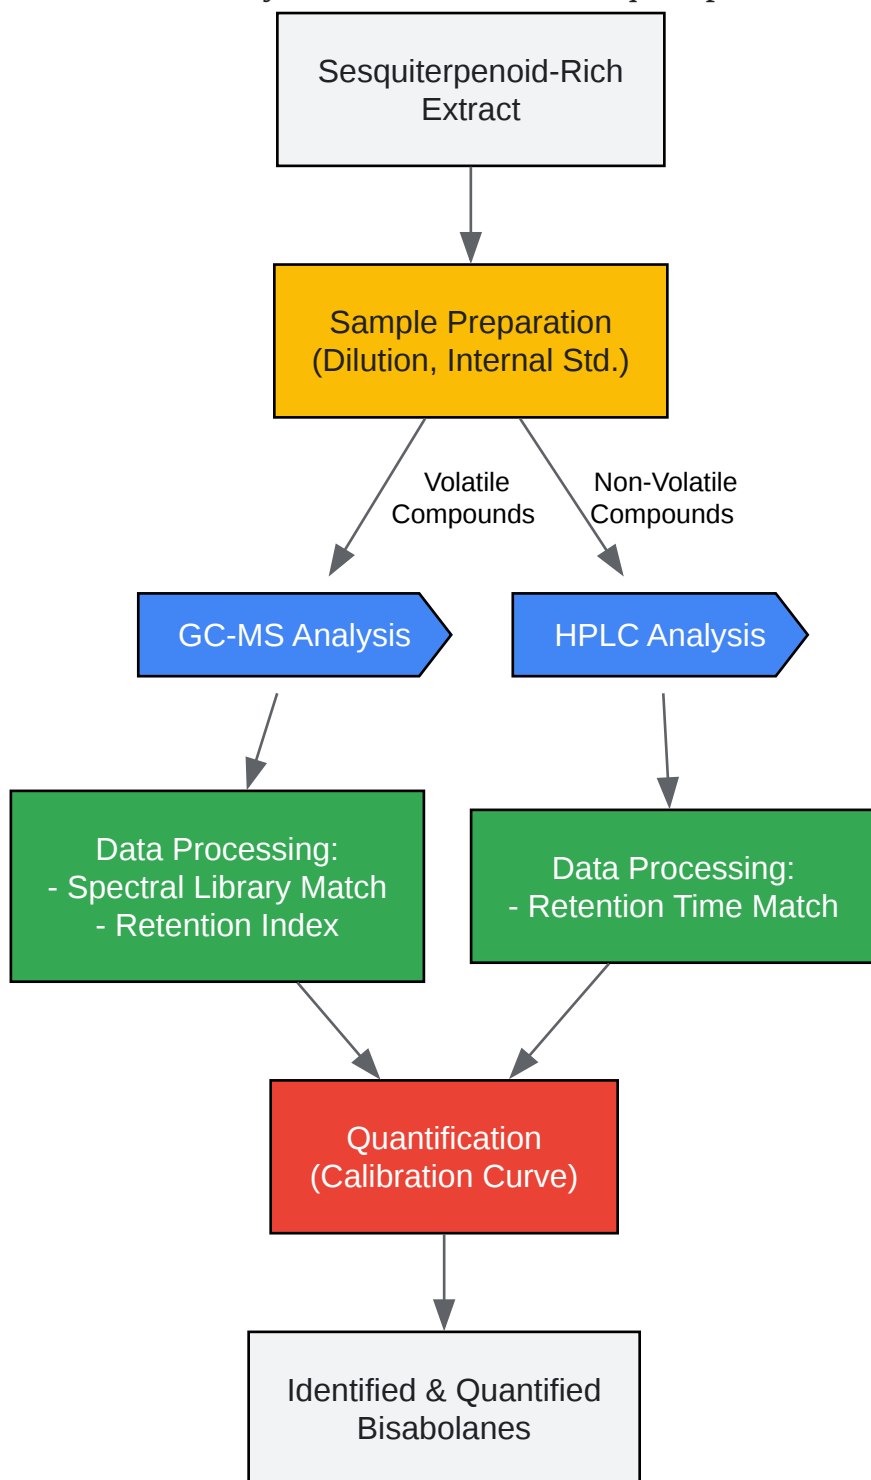 Sesquiterpenoid-Rich
Extract
Sample Preparation
(Dilution, Internal Std.)
Volatile
Compounds
Non-Volatile
Compounds
GC-MS Analysis
HPLC Analysis
Data Processing:
- Spectral Library Match
- Retention Index
Data Processing:
- Retention Time Match
Quantification
(Calibration Curve)
Identified & Quantified
Bisabolanes